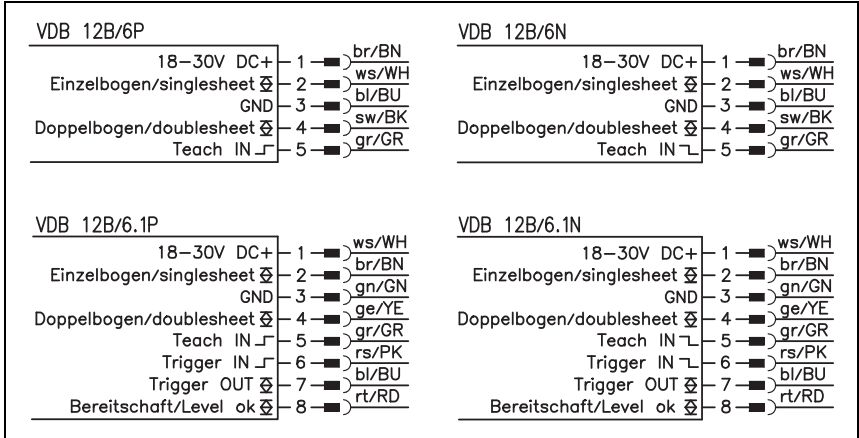 VDB 12B/6P
18-30V DC+ 1 br/BN
Einzelbogen/singlesheet 2 ws/WH
GND 3 bl/BU
Doppelbogen/doublesheet 4 sw/BK
Teach IN 5 gr/GR
VDB 12B/6N
18-30V DC+ 1 br/BN
Einzelbogen/singlesheet 2 ws/WH
GND 3 bl/BU
Doppelbogen/doublesheet 4 sw/BK
Teach IN 5 gr/GR
VDB 12B/6.1P
18-30V DC+ 1 ws/WH
Einzelbogen/singlesheet 2 br/BN
GND 3 gn/GN
Doppelbogen/doublesheet 4 ge/YE
Teach IN 5 gr/GR
Trigger IN 6 rs/PK
Trigger OUT 7 bl/BU
Bereitschaft/Level ok 8 rt/RD
VDB 12B/6.1N
18-30V DC+ 1 ws/WH
Einzelbogen/singlesheet 2 br/BN
GND 3 gn/GN
Doppelbogen/doublesheet 4 ge/YE
Teach IN 5 gr/GR
Trigger IN 6 rs/PK
Trigger OUT 7 bl/BU
Bereitschaft/Level ok 8 rt/RD